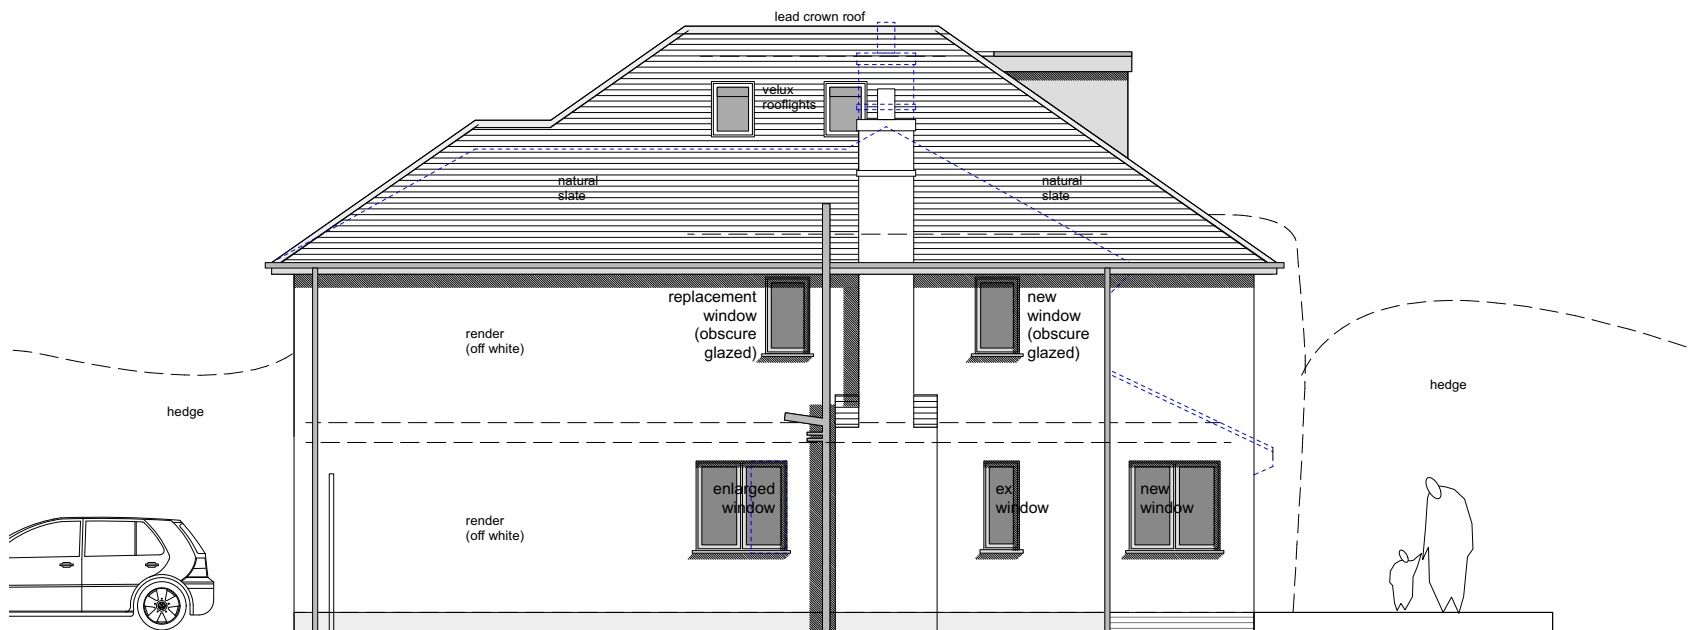 lead crown roof
velux
rooflights
natural
slate
natural
slate
replacement
window
(obscure
glazed)
new
window
(obscure
glazed)
render
(off white)
hedge
hedge
enlarged
window
ex
window
new
window
render
(off white)